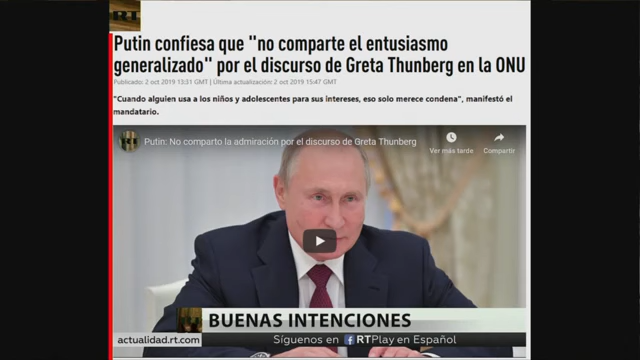 RT
Putin confiesa que "no comparte el entusiasmo
generalizado" por el discurso de Greta Thunberg en la ONU
Publicado: 2 oct 2019 13:31 GMT | Última actualización: 2 oct 2019 15:47 GMT
"Cuando alguien usa a los niños y adolescentes para sus intereses, eso solo merece condena", manifestó el
mandatario.
RT
Putin: No comparto la admiración por el discurso de Greta Thunberg
Ver más tarde
Compartir
BUENAS INTENCIONES
actualidad.rt.com
Síguenos en f RTPlay en Español